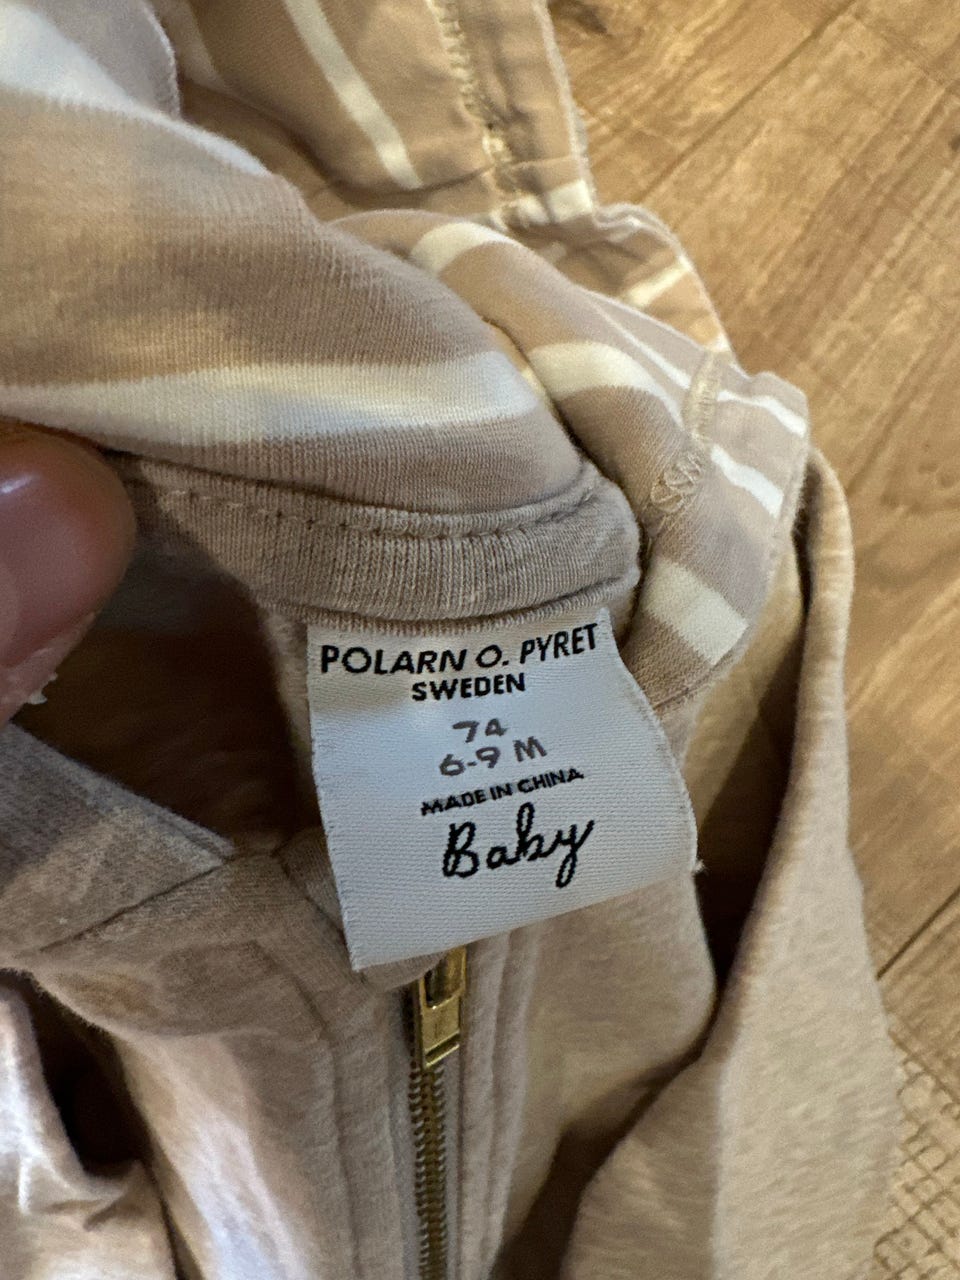 POLARN O. PYRET
SWEDEN
74
6-9 M
MADE IN CHINA
Baby